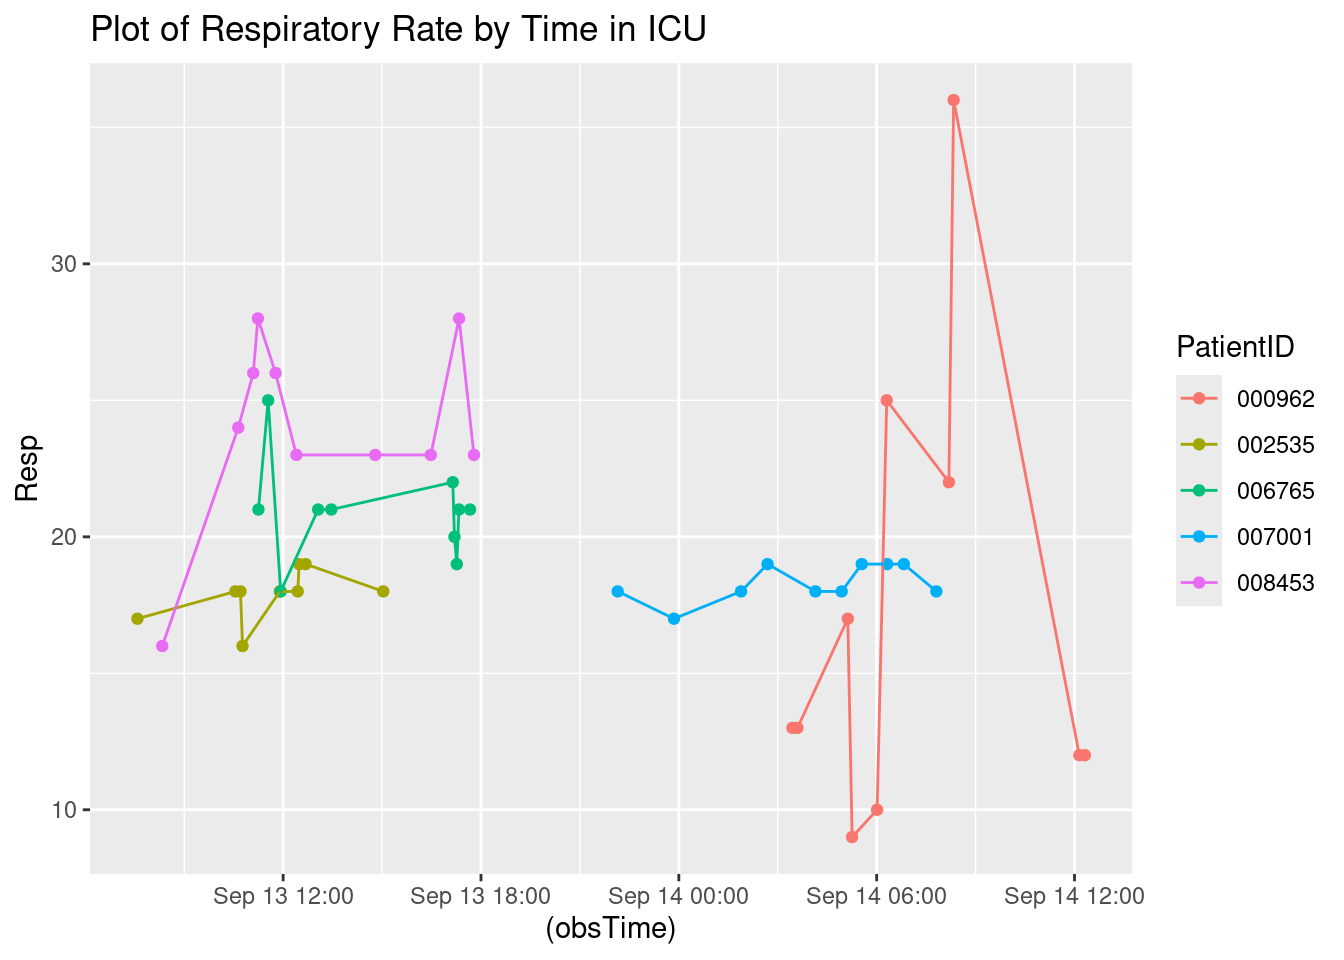 Plot of Respiratory Rate by Time in ICU
Resp
30
20
10
Sep 13 12:00
Sep 13 18:00
Sep 14 00:00
Sep 14 06:00
Sep 14 12:00
(obsTime)
PatientID
000962
002535
006765
007001
008453